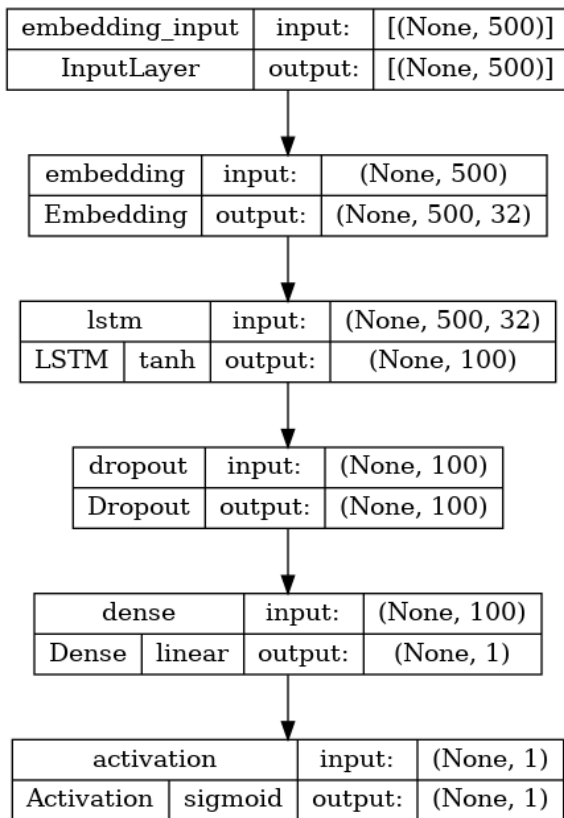 embedding_input input: [(None, 500)]
InputLayer output: [(None, 500)]
embedding input: (None, 500)
Embedding output: (None, 500, 32)
lstm input: (None, 500, 32)
LSTM tanh output: (None, 100)
dropout input: (None, 100)
Dropout output: (None, 100)
dense input: (None, 100)
Dense linear output: (None, 1)
activation input: (None, 1)
Activation sigmoid output: (None, 1)